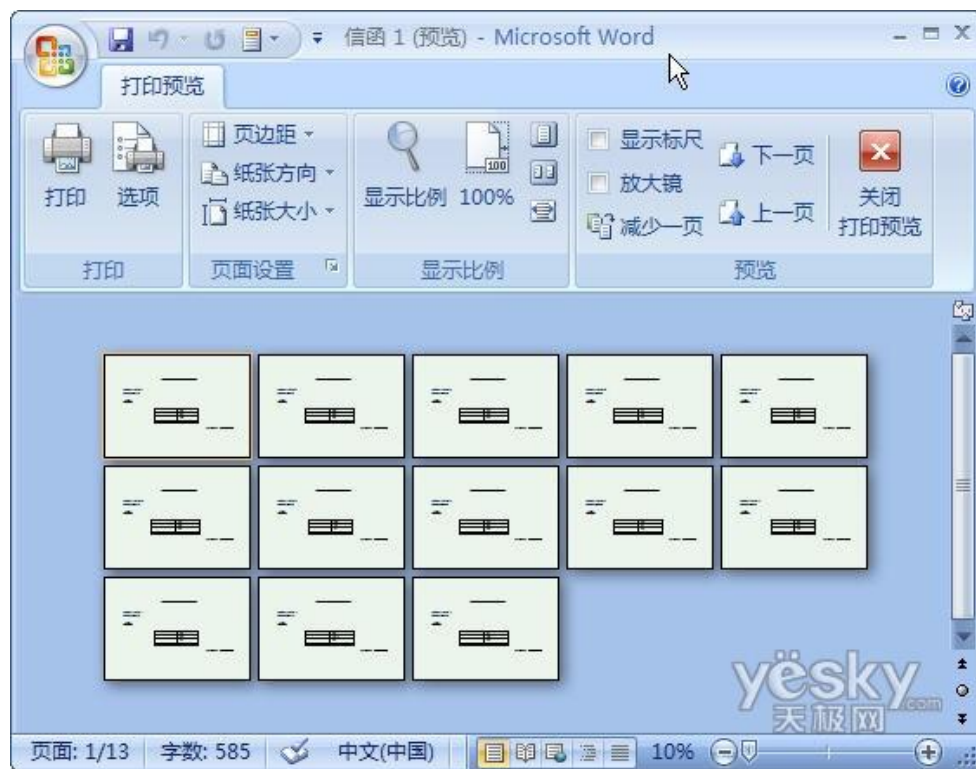 信函 1 (预览) - Microsoft Word
打印预览
打印
选项
页边距
纸张方向
纸张大小
显示比例
100%
100
显示标尺
放大镜
减少一页
下一页
上一页
关闭
打印预览
打印
页面设置
显示比例
预览
yësky.com
天极网
页面: 1/13
字数: 585
中文(中国)
10%